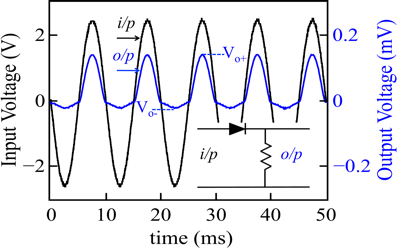 Input Voltage (V)
2
0
−2
i/p
o/p
Vo+
Vo-
i/p
o/p
0.2
0
−0.2
Output Voltage (mV)
0 10 20 30 40 50
time (ms)